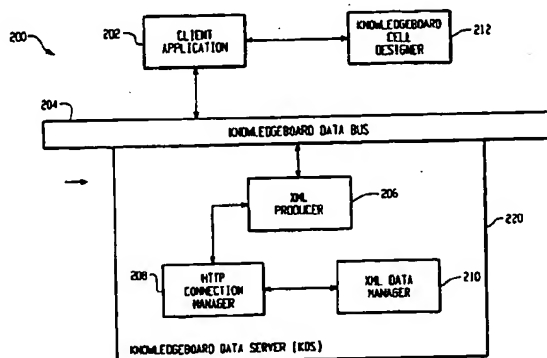 200
202
CLIENT
APPLICATION
KNOWLEDGEBOARD
CELL
DESIGNER
212
204
KNOWLEDGEBOARD DATA BUS
XML
PRODUCER
206
220
208
HTTP
CONNECTION
MANAGER
XML DATA
MANAGER
210
KNOWLEDGEBOARD DATA SERVER (KDS)